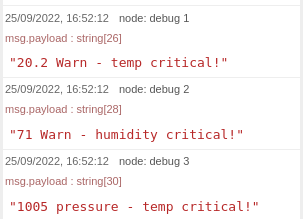 25/09/2022, 16:52:12 node: debug 1
msg.payload : string[26]
"20.2 Warn - temp critical!"
25/09/2022, 16:52:12 node: debug 2
msg.payload : string[28]
"71 Warn - humidity critical!"
25/09/2022, 16:52:12 node: debug 3
msg.payload : string[30]
"1005 pressure - temp critical!"